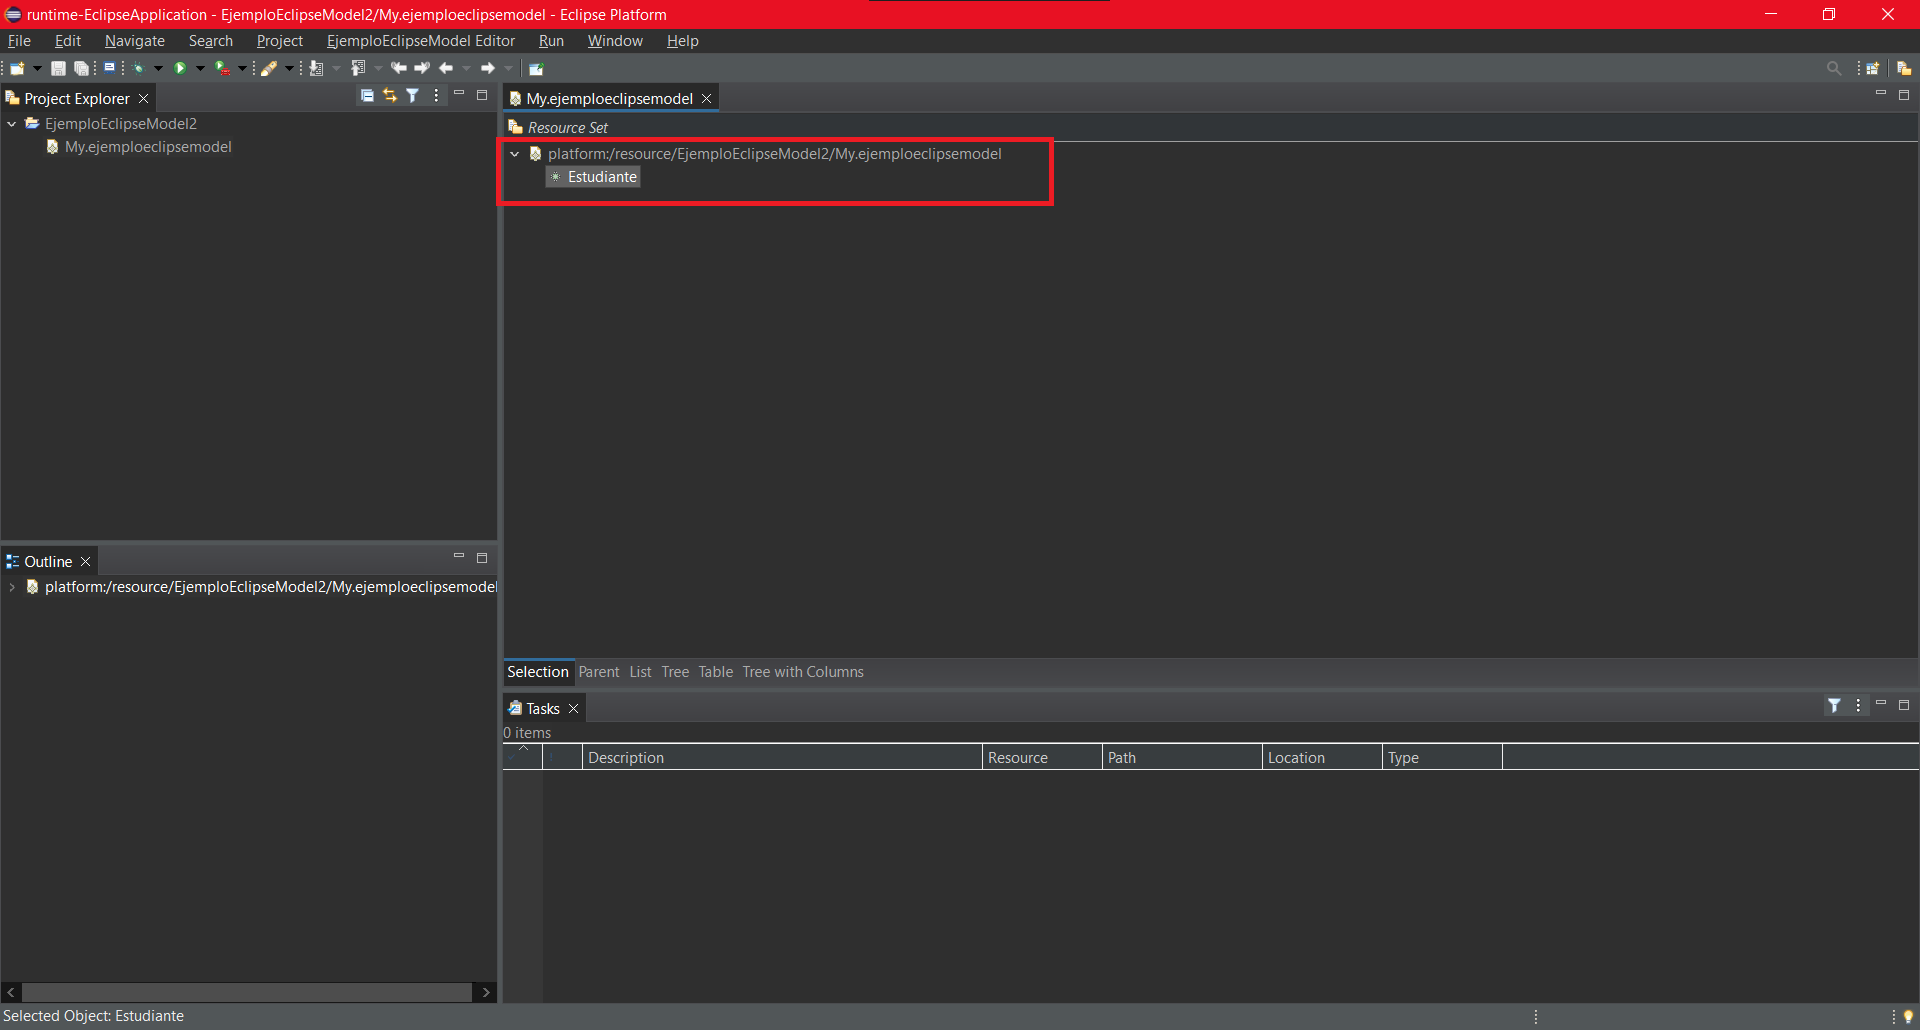 runtime-EclipseApplication - EjemploEclipseModel2/My.ejemploeclipsemodel - Eclipse Platform
File Edit Navigate Search Project EjemploEclipseModel Editor Run Window Help
Project Explorer
EjemploEclipseModel2
My.ejemploeclipsemodel
My.ejemploeclipsemodel
Resource Set
platform:/resource/EjemploEclipseModel2/My.ejemploeclipsemodel
Estudiante
Outline
platform:/resource/EjemploEclipseModel2/My.ejemploeclipsemodel
Selection Parent List Tree Table Tree with Columns
Tasks
0 items
Description Resource Path Location Type
Selected Object: Estudiante